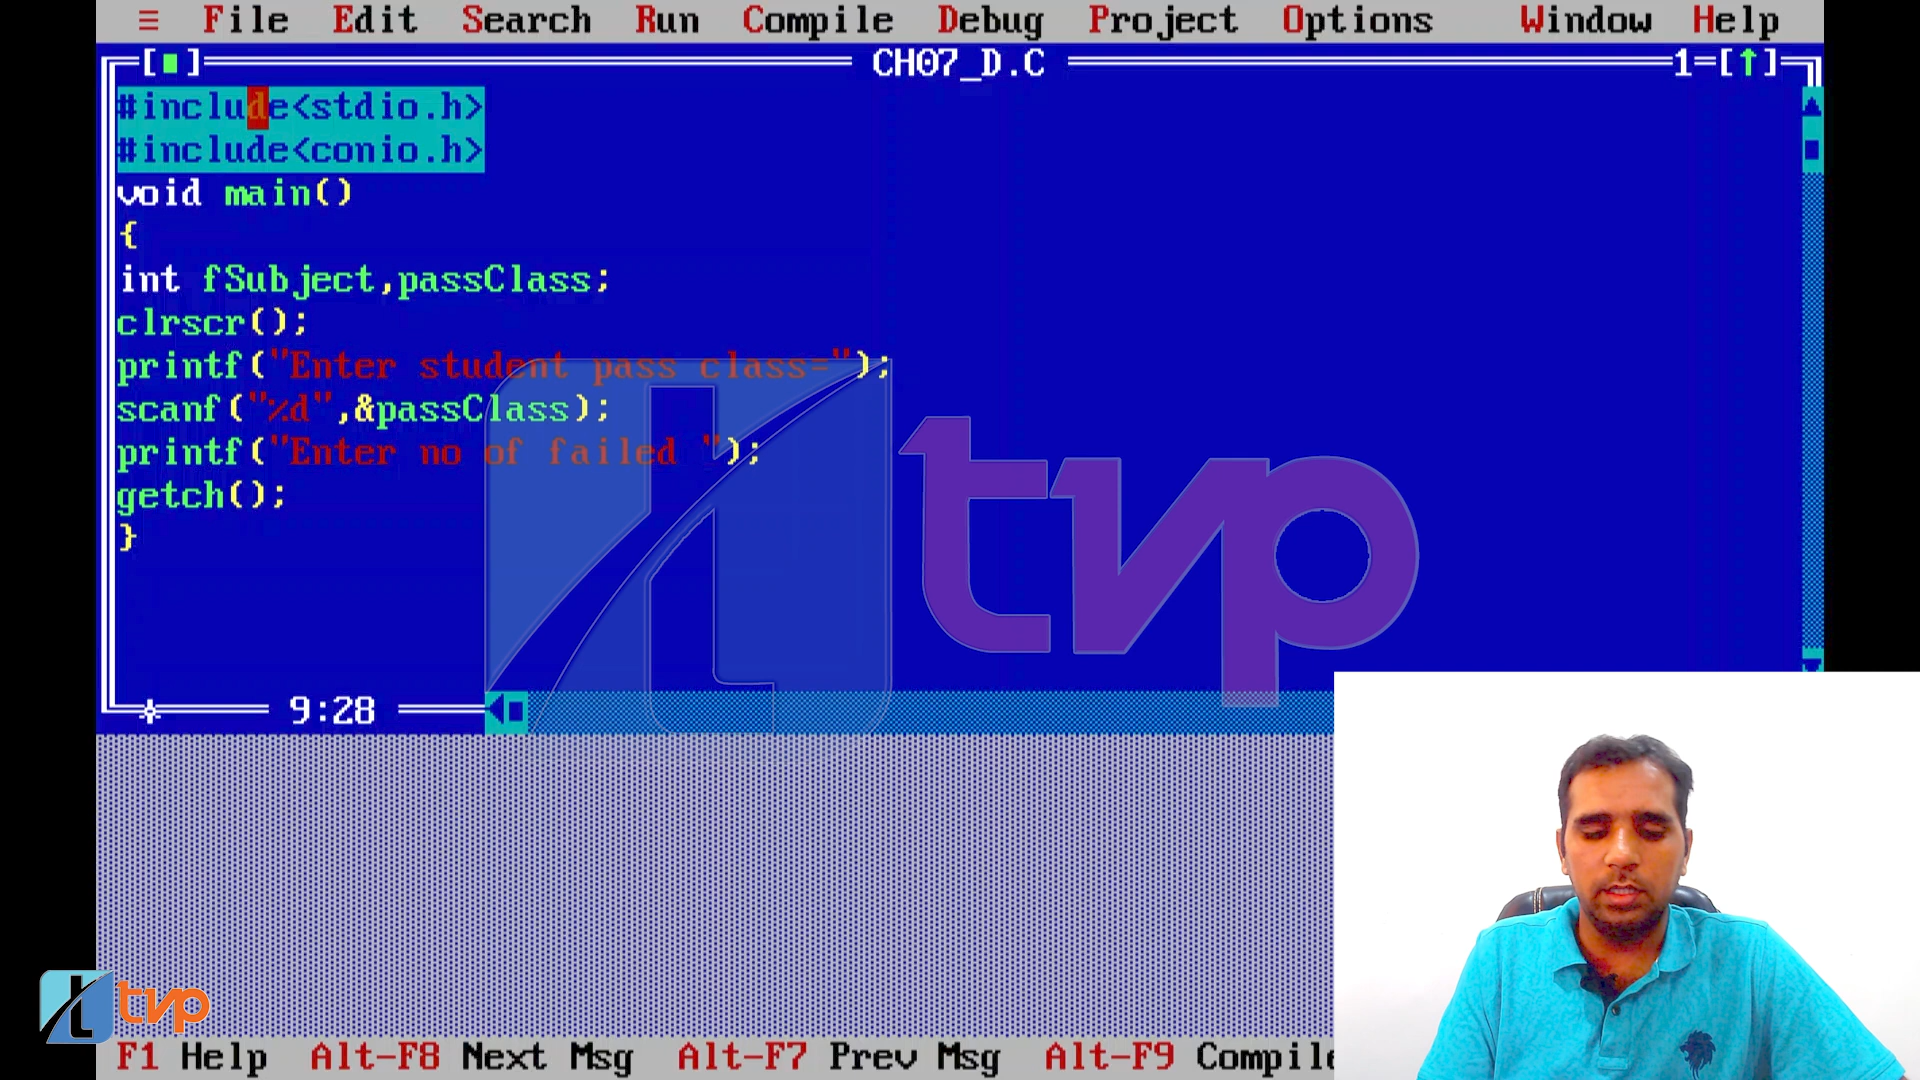 ≡ File Edit Search Run Compile Debug Project Options Window Help
[■] CH07_D.C 1=[↑]
#include<stdio.h>
#include<conio.h>
void main()
{
int fSubject,passClass;
clrscr();
printf("Enter student pass class=");
scanf("%d",&passClass);
printf("Enter no of failed ");
getch();
}
tvp
9:28
tvp
F1 Help Alt-F8 Next Msg Alt-F7 Prev Msg Alt-F9 Compile